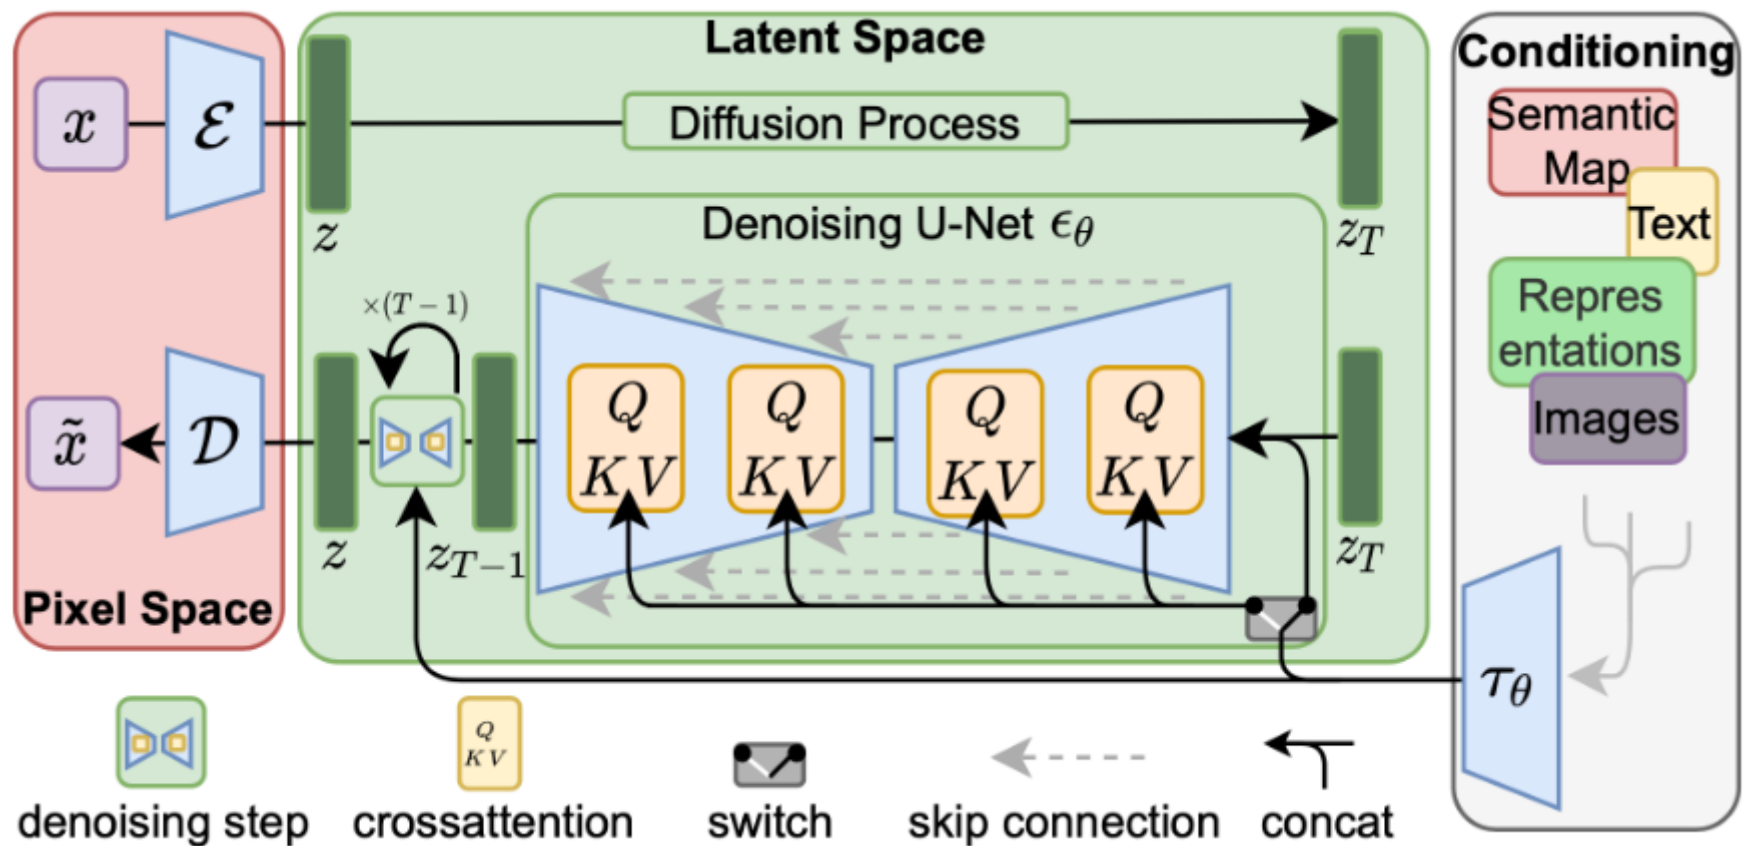 Latent Space
Conditioning
x
ℰ
Diffusion Process
z
z_T
Semantic
Map
Text
Repres
entations
Images
Denoising U-Net ϵ_θ
×(T − 1)
Q
K V
Q
K V
Q
K V
Q
K V
x̃
𝒟
z
z_{T−1}
z_T
Pixel Space
τ_θ
Q
K V
denoising step
crossattention
switch
skip connection
concat